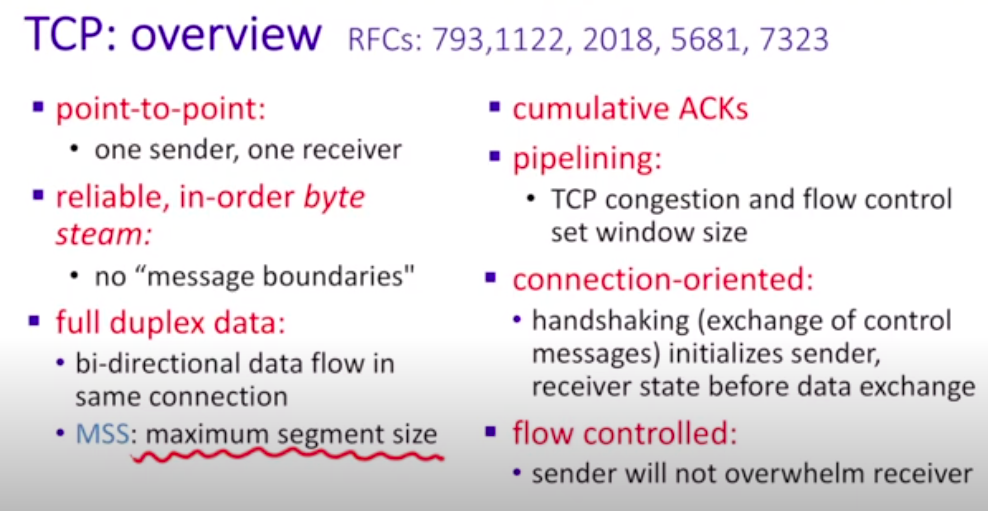 TCP: overview RFCs: 793,1122, 2018, 5681, 7323
▪ point-to-point:
• one sender, one receiver
▪ reliable, in-order byte
steam:
• no “message boundaries"
▪ full duplex data:
• bi-directional data flow in
same connection
• MSS: maximum segment size
▪ cumulative ACKs
▪ pipelining:
• TCP congestion and flow control
set window size
▪ connection-oriented:
• handshaking (exchange of control
messages) initializes sender,
receiver state before data exchange
▪ flow controlled:
• sender will not overwhelm receiver